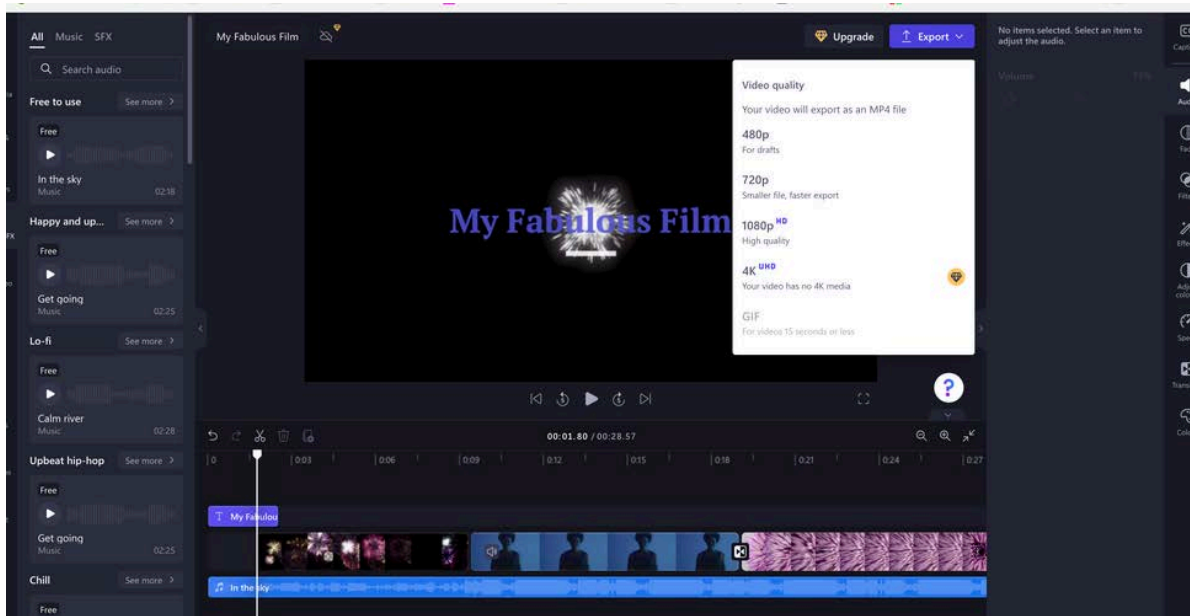 All Music SFX
Search audio
Free to use See more >
Free
In the sky
Music 02:18
Happy and up... See more >
Free
Get going
Music 02:25
Lo-fi See more >
Free
Calm river
Music 02:28
Upbeat hip-hop See more >
Free
Get going
Music 02:25
Chill See more >
Free
My Fabulous Film
Upgrade
Export
My Fabulous Film
Video quality
Your video will export as an MP4 file
480p
For drafts
720p
Smaller file, faster export
1080p HD
High quality
4K UHD
Your video has no 4K media
GIF
For videos 15 seconds or less
?
5 5
00:01.80 / 00:28.57
0 0:03 0:06 0:09 0:12 0:15 0:18 0:21 0:24 0:27
T My Fabulou
In the sky
No items selected. Select an item to
adjust the audio.
Volume